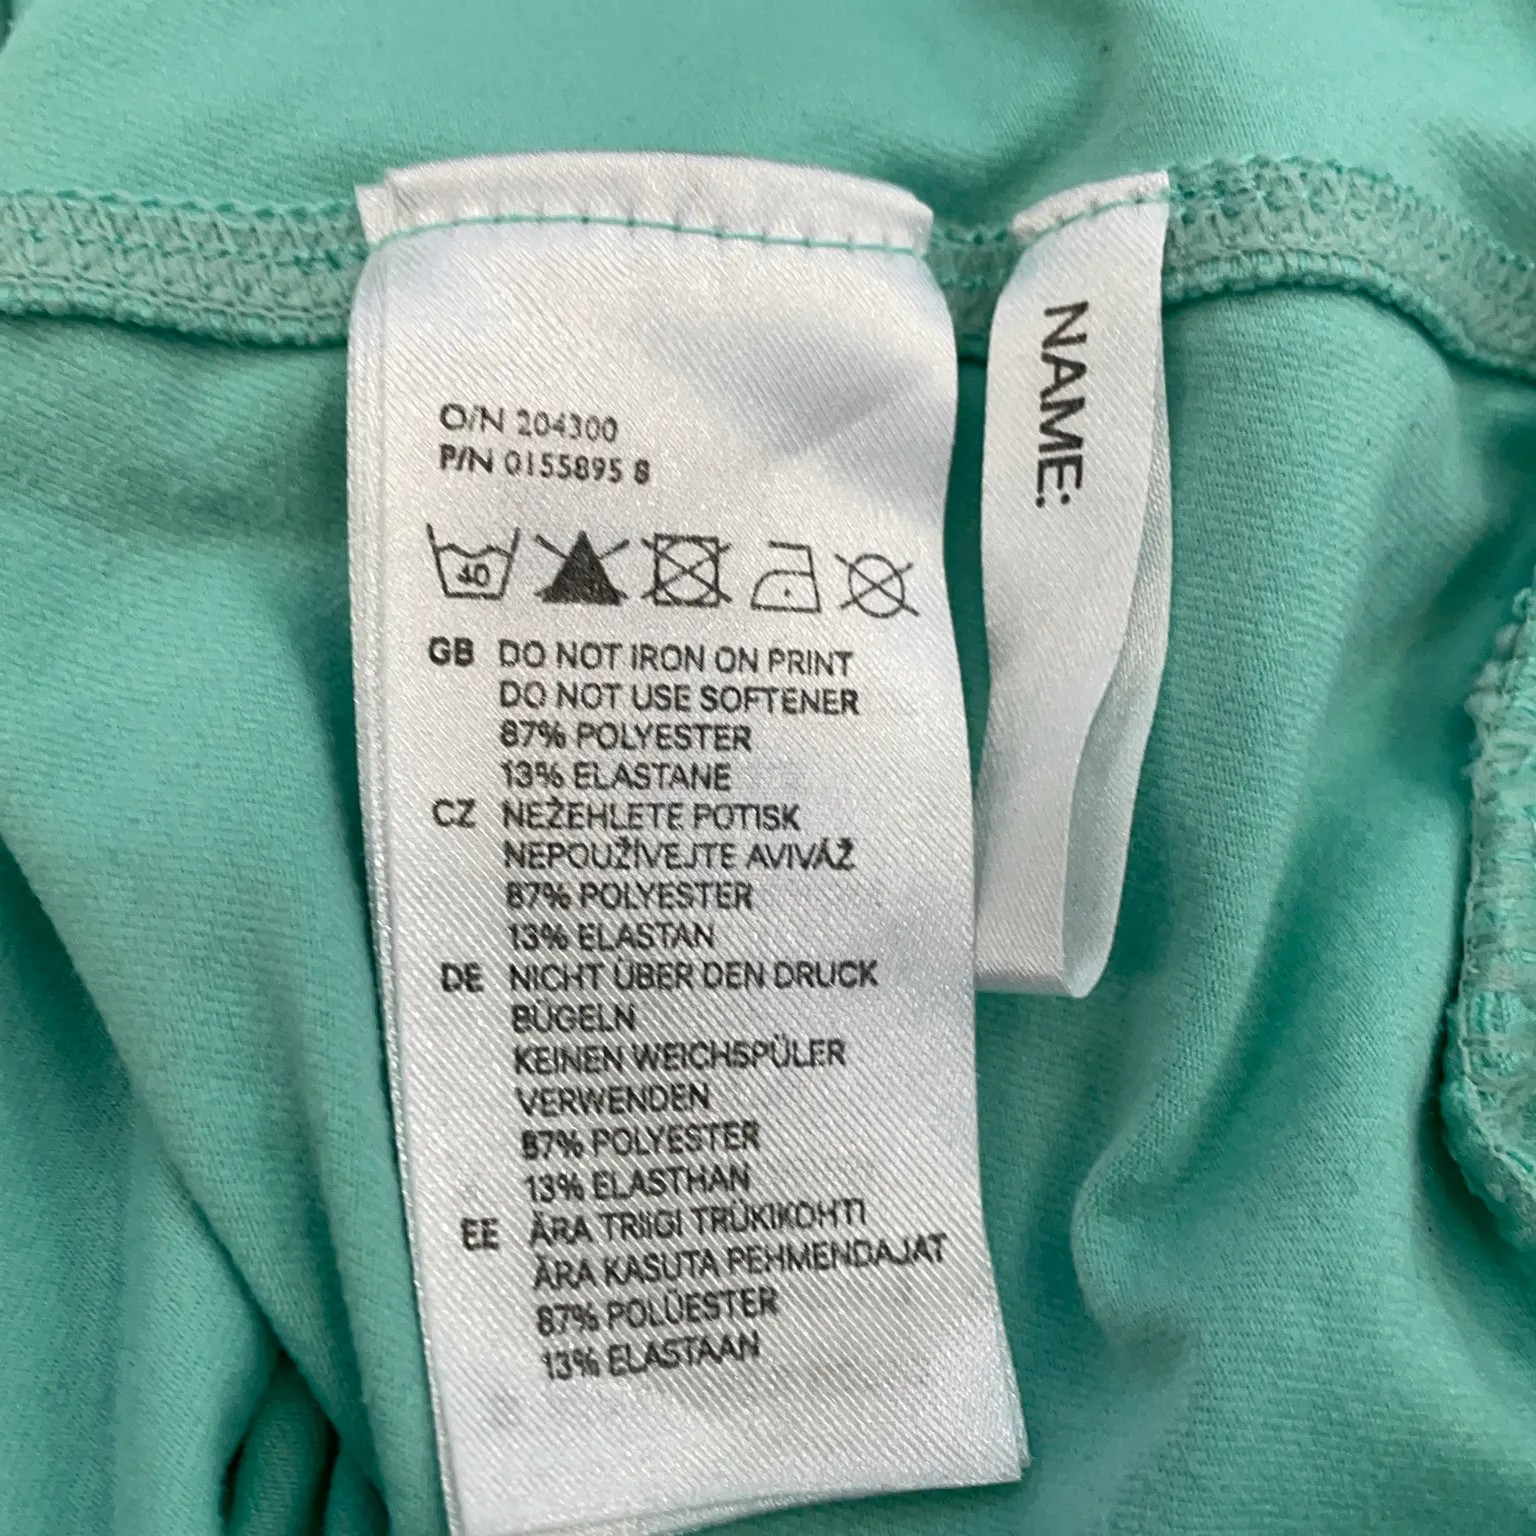 O/N 204300
P/N 0155895 8
40
GB DO NOT IRON ON PRINT
DO NOT USE SOFTENER
87% POLYESTER
13% ELASTANE
CZ NEŽEHLETE POTISK
NEPOUŽÍVEJTE AVIVÁŽ
87% POLYESTER
13% ELASTAN
DE NICHT ÜBER DEN DRUCK
BÜGELN
KEINEN WEICHSPÜLER
VERWENDEN
87% POLYESTER
13% ELASTHAN
EE ÄRA TRIIGI TRÜKIKOHTI
ÄRA KASUTA PEHMENDAJAT
87% POLÜESTER
13% ELASTAAN
NAME: